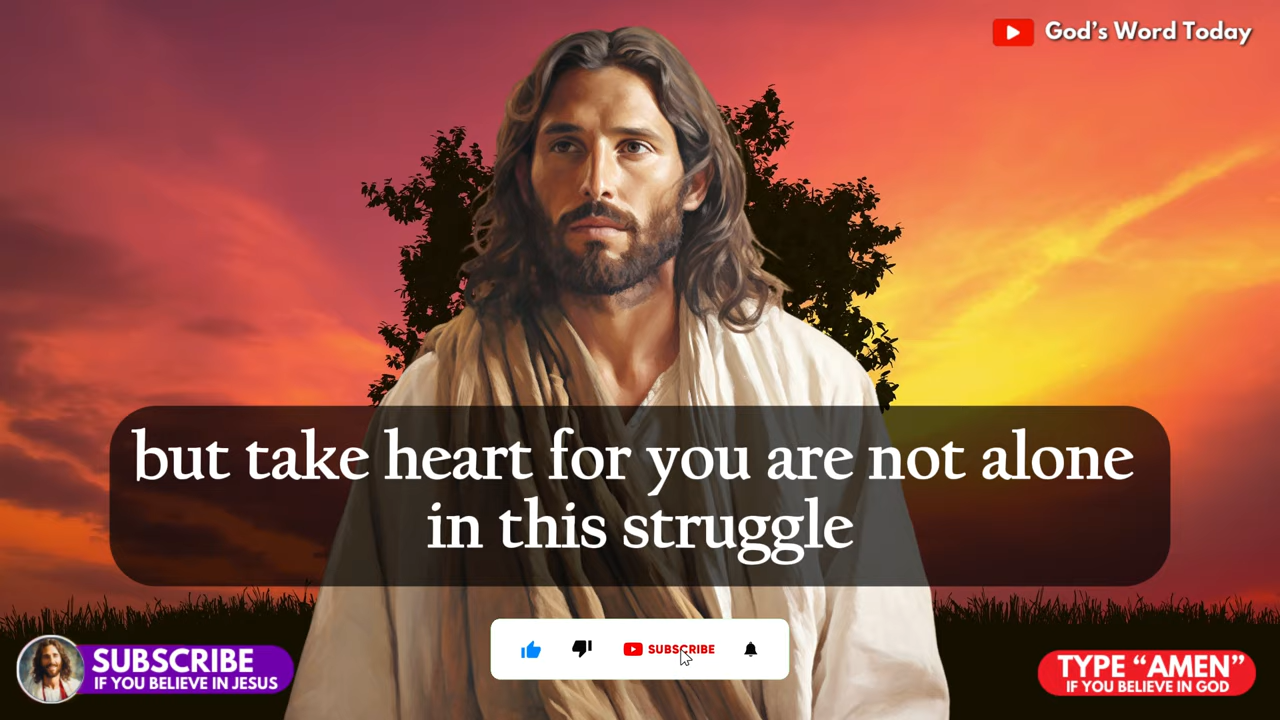 God's Word Today
but take heart for you are not alone
in this struggle
SUBSCRIBE
SUBSCRIBE
IF YOU BELIEVE IN JESUS
TYPE “AMEN”
IF YOU BELIEVE IN GOD